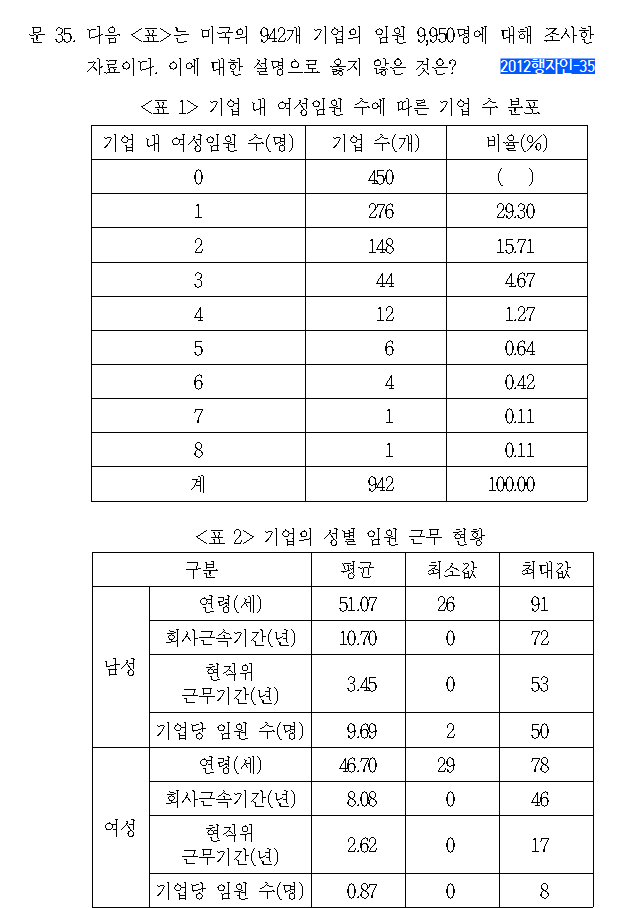 문 35. 다음 <표>는 미국의 942개 기업의 임원 9,950명에 대해 조사한
자료이다. 이에 대한 설명으로 옳지 않은 것은? 2012행자인-35
<표 1> 기업 내 여성임원 수에 따른 기업 수 분포
기업 내 여성임원 수(명) 기업 수(개) 비율(%)
0 450 ( )
1 276 29.30
2 148 15.71
3 44 4.67
4 12 1.27
5 6 0.64
6 4 0.42
7 1 0.11
8 1 0.11
계 942 100.00
<표 2> 기업의 성별 임원 근무 현황
구분 평균 최소값 최대값
남성
연령(세) 51.07 26 91
회사근속기간(년) 10.70 0 72
현직위
근무기간(년) 3.45 0 53
기업당 임원 수(명) 9.69 2 50
여성
연령(세) 46.70 29 78
회사근속기간(년) 8.08 0 46
현직위
근무기간(년) 2.62 0 17
기업당 임원 수(명) 0.87 0 8